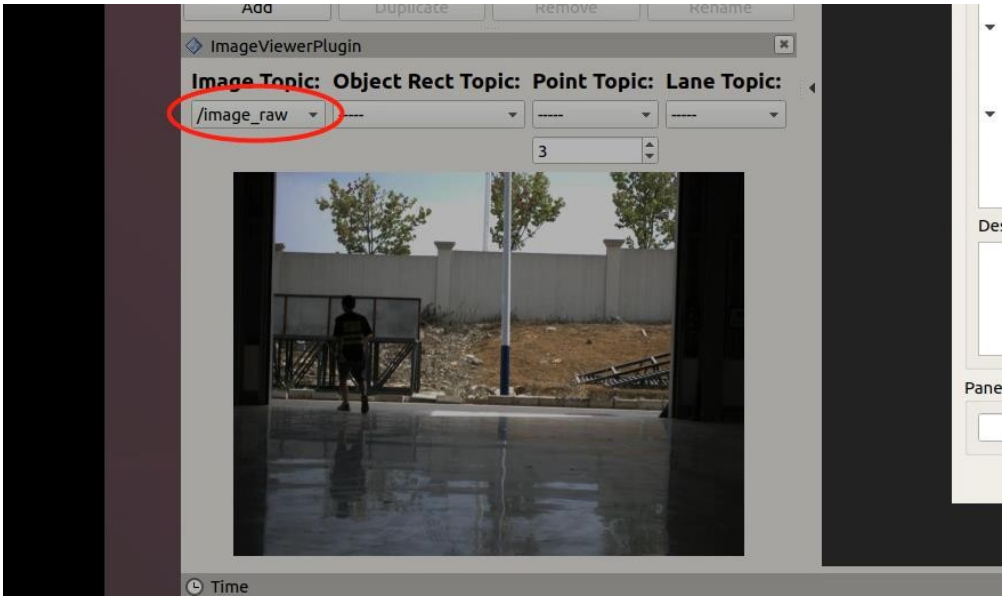 Add Duplicate Remove Rename
ImageViewerPlugin
Image Topic: Object Rect Topic: Point Topic: Lane Topic:
/image_raw ----- ----- -----
3
Des
Pane
Time